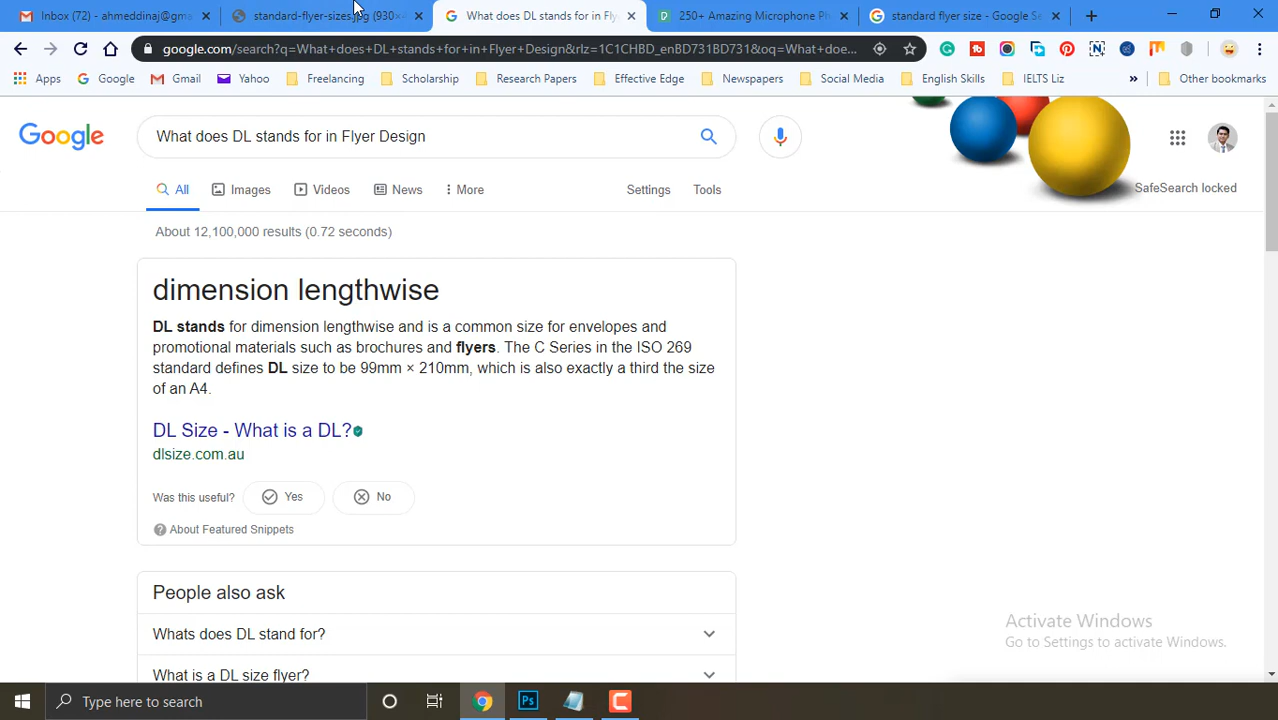 Inbox (72) - ahmeddinaj@gma
standard-flyer-sizes.jpg (930×
What does DL stands for in Fly
250+ Amazing Microphone Ph
standard flyer size - Google Se
google.com/search?q=What+does+DL+stands+for+in+Flyer+Design&rlz=1C1CHBD_enBD731BD731&oq=What+doe...
Apps
Google
Gmail
Yahoo
Freelancing
Scholarship
Research Papers
Effective Edge
Newspapers
Social Media
English Skills
IELTS Liz
»
Other bookmarks
Google
What does DL stands for in Flyer Design
All
Images
Videos
News
More
Settings
Tools
SafeSearch locked
About 12,100,000 results (0.72 seconds)
dimension lengthwise
DL stands for dimension lengthwise and is a common size for envelopes and
promotional materials such as brochures and flyers. The C Series in the ISO 269
standard defines DL size to be 99mm × 210mm, which is also exactly a third the size
of an A4.
DL Size - What is a DL?
dlsize.com.au
Was this useful?
Yes
No
About Featured Snippets
People also ask
Whats does DL stand for?
What is a DL size flyer?
Activate Windows
Go to Settings to activate Windows.
Type here to search
Ps